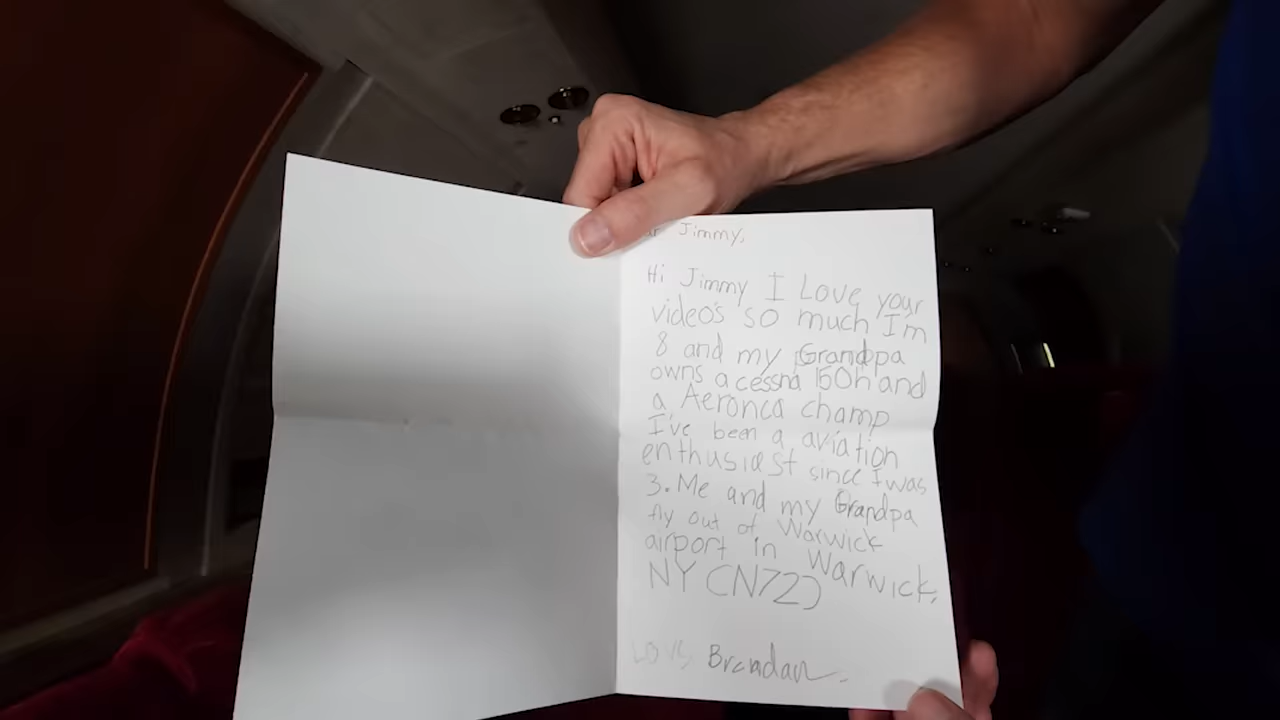 Jimmy,
Hi Jimmy I Love your
video's so much I'm
8 and my Grandpa
owns a cessna 150h and
a Aeronca champ
I've been a aviation
enthusiast since I was
3. Me and my Grandpa
fly out of Warwick
airport in Warwick,
NY (N72)
Love Brendan